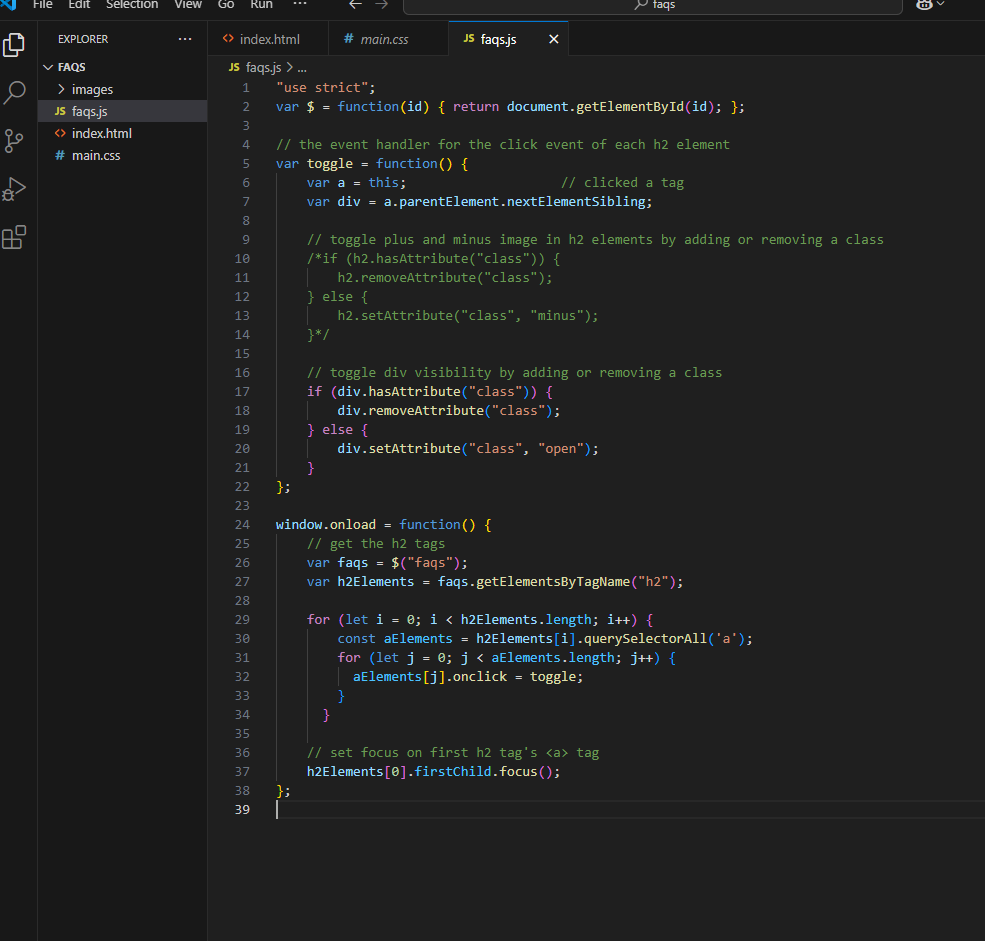 File Edit Selection View Go Run ... faqs
EXPLORER ...
FAQS
images
JS faqs.js
<> index.html
# main.css
<> index.html # main.css JS faqs.js ×
JS faqs.js > ...
1 "use strict";
2 var $ = function(id) { return document.getElementById(id); };
3
4 // the event handler for the click event of each h2 element
5 var toggle = function() {
6     var a = this;                    // clicked a tag
7     var div = a.parentElement.nextElementSibling;
8
9     // toggle plus and minus image in h2 elements by adding or removing a class
10     /*if (h2.hasAttribute("class")) {
11         h2.removeAttribute("class");
12     } else {
13         h2.setAttribute("class", "minus");
14     }*/
15
16     // toggle div visibility by adding or removing a class
17     if (div.hasAttribute("class")) {
18         div.removeAttribute("class");
19     } else {
20         div.setAttribute("class", "open");
21     }
22 };
23
24 window.onload = function() {
25     // get the h2 tags
26     var faqs = $("faqs");
27     var h2Elements = faqs.getElementsByTagName("h2");
28
29     for (let i = 0; i < h2Elements.length; i++) {
30         const aElements = h2Elements[i].querySelectorAll('a');
31         for (let j = 0; j < aElements.length; j++) {
32           aElements[j].onclick = toggle;
33         }
34       }
35
36     // set focus on first h2 tag's <a> tag
37     h2Elements[0].firstChild.focus();
38 };
39